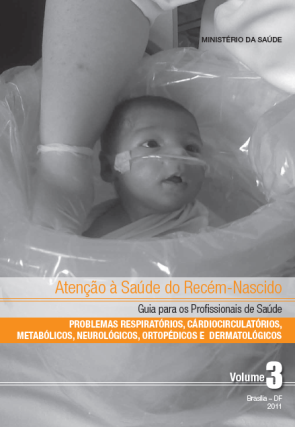 MINISTÉRIO DA SAÚDE
Atenção à Saúde do Recém-Nascido
Guia para os Profissionais de Saúde
PROBLEMAS RESPIRATÓRIOS, CÁRDIOCIRCULATÓRIOS,
METABÓLICOS, NEUROLÓGICOS, ORTOPÉDICOS E DERMATOLÓGICOS
Volume 3
Brasília – DF
2011